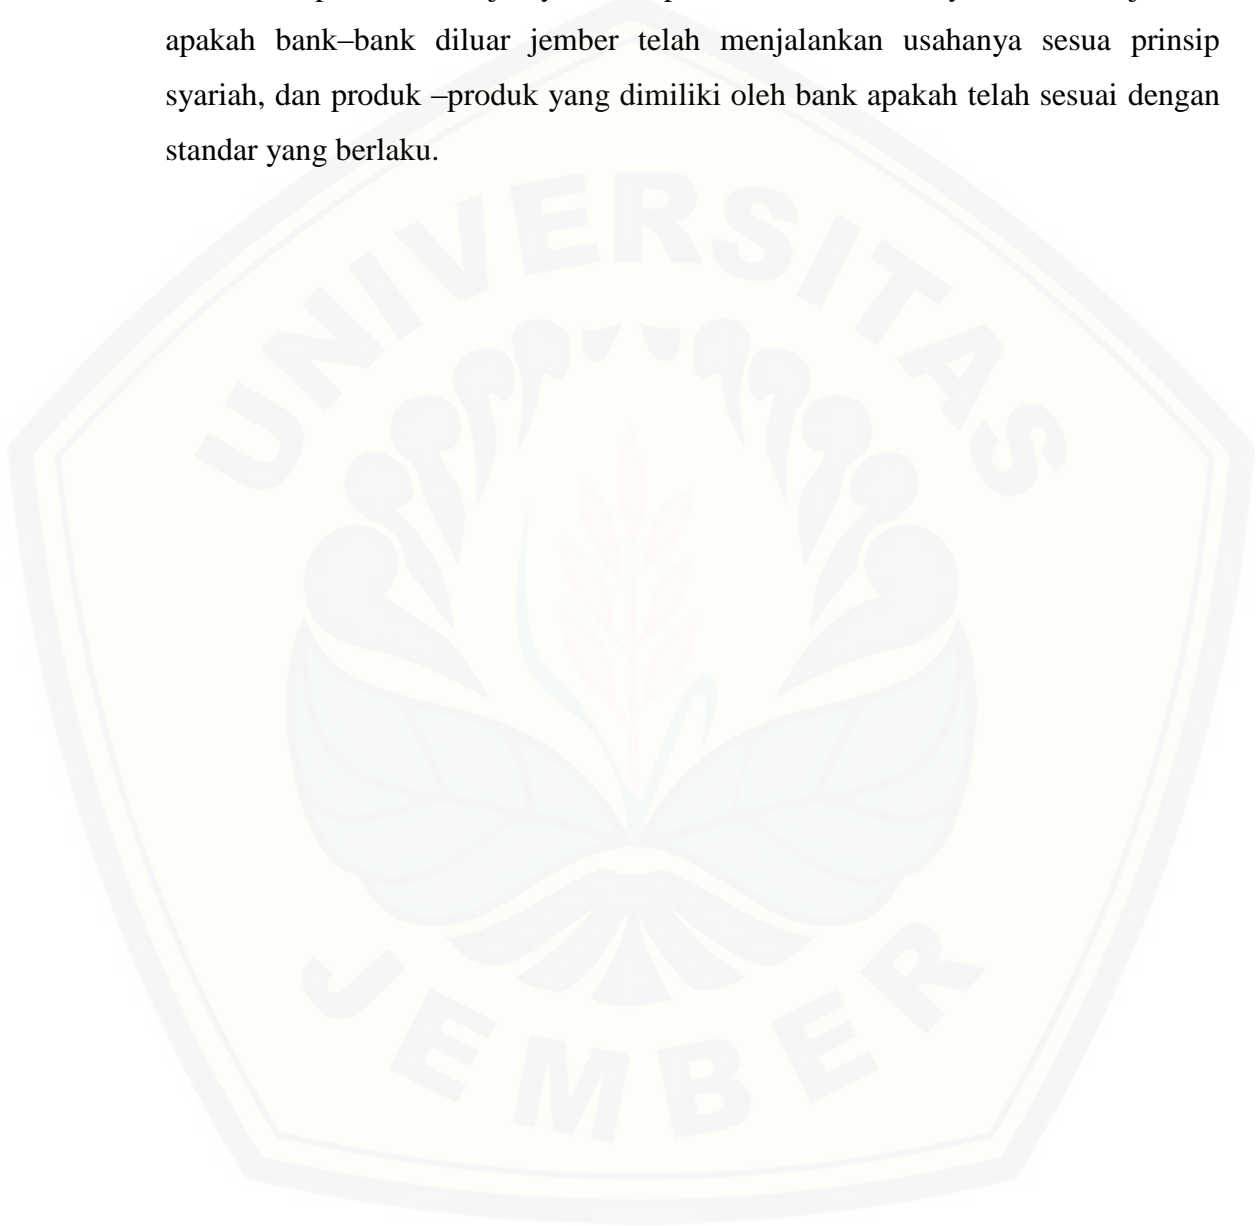 apakah bank–bank diluar jember telah menjalankan usahanya sesua prinsip
syariah, dan produk –produk yang dimiliki oleh bank apakah telah sesuai dengan
standar yang berlaku.
UNIVERSITAS
JEMBER